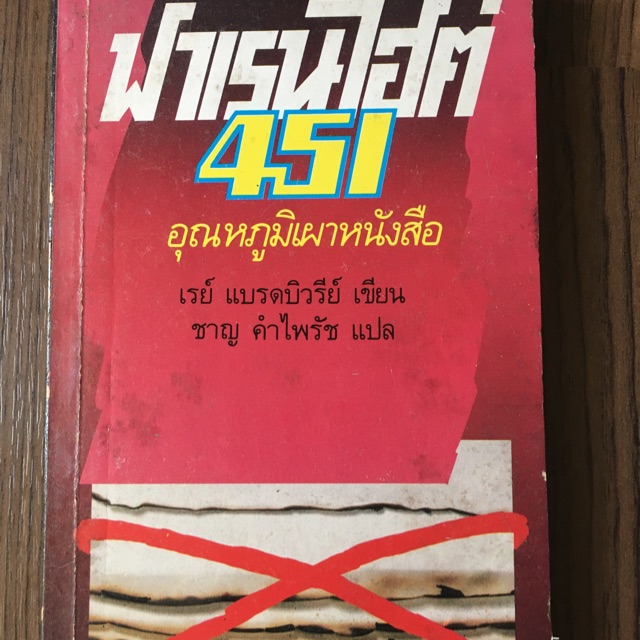 ฟาเรนไฮต์
451
อุณหภูมิเผาหนังสือ
เรย์ แบรดบิวรีย์ เขียน
ชาญ คำไพรัช แปล